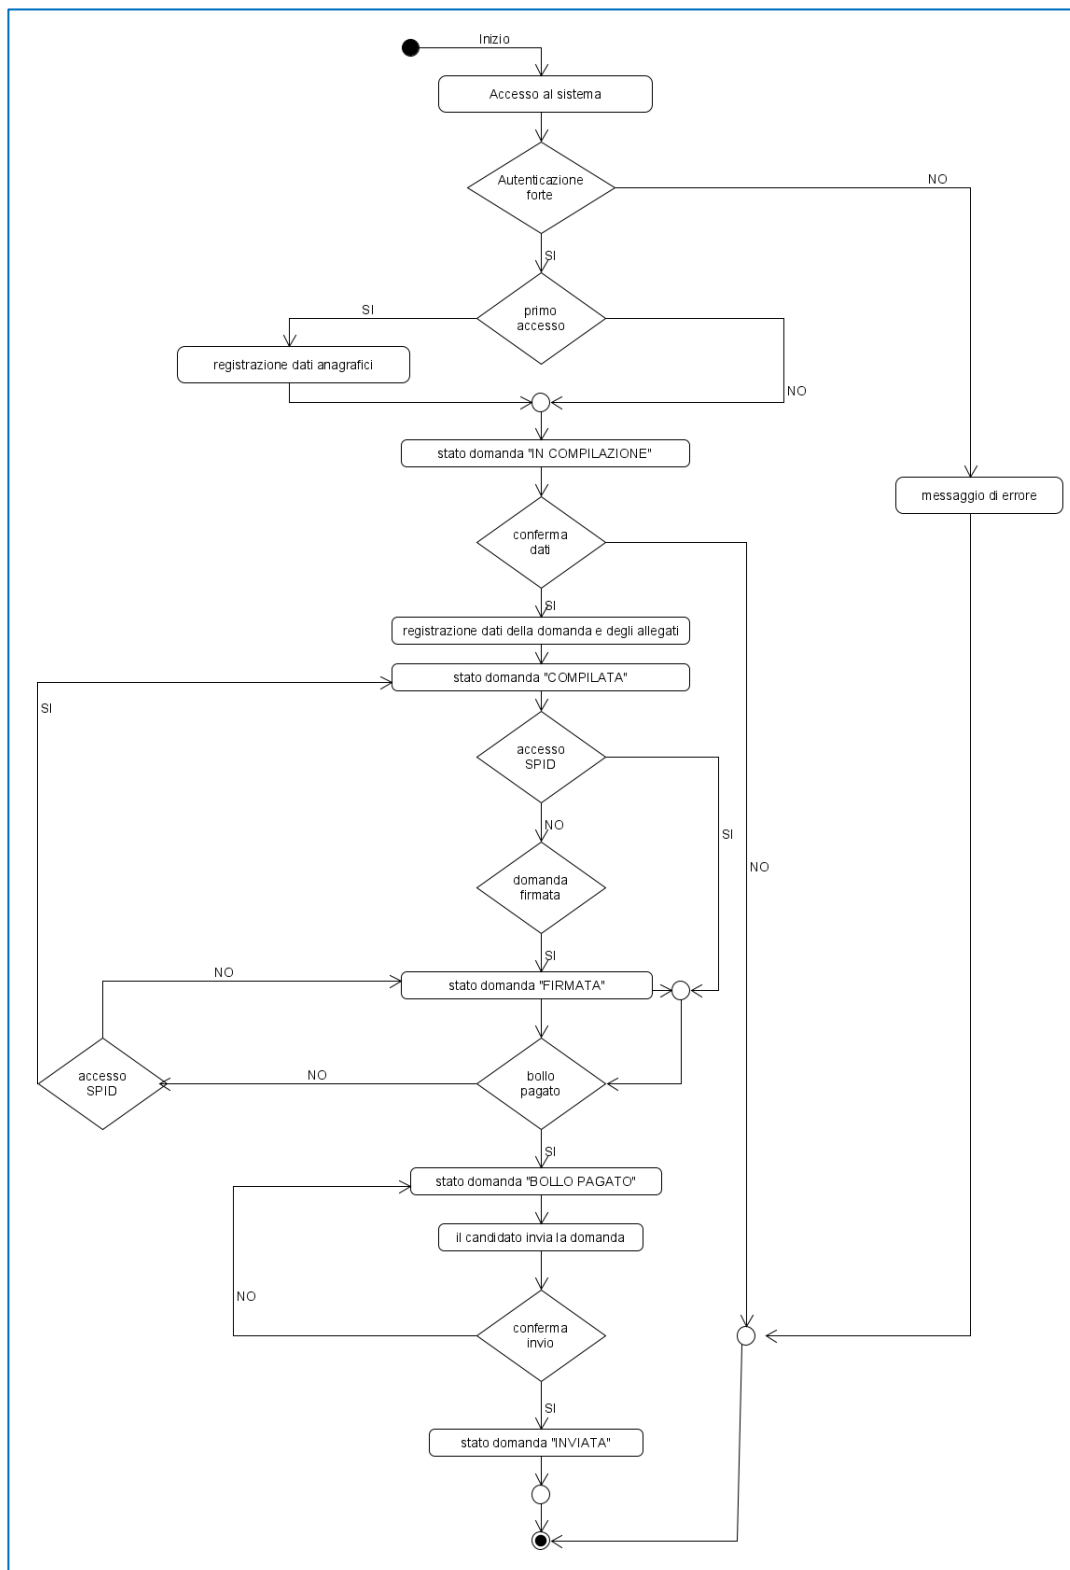 Inizio
Accesso al sistema
Autenticazione
forte
NO
SI
primo
accesso
SI
NO
registrazione dati anagrafici
stato domanda "IN COMPILAZIONE"
messaggio di errore
conferma
dati
SI
NO
registrazione dati della domanda e degli allegati
stato domanda "COMPILATA"
SI
accesso
SPID
NO
SI
domanda
firmata
SI
NO
stato domanda "FIRMATA"
accesso
SPID
NO
bollo
pagato
SI
stato domanda "BOLLO PAGATO"
il candidato invia la domanda
NO
conferma
invio
SI
stato domanda "INVIATA"